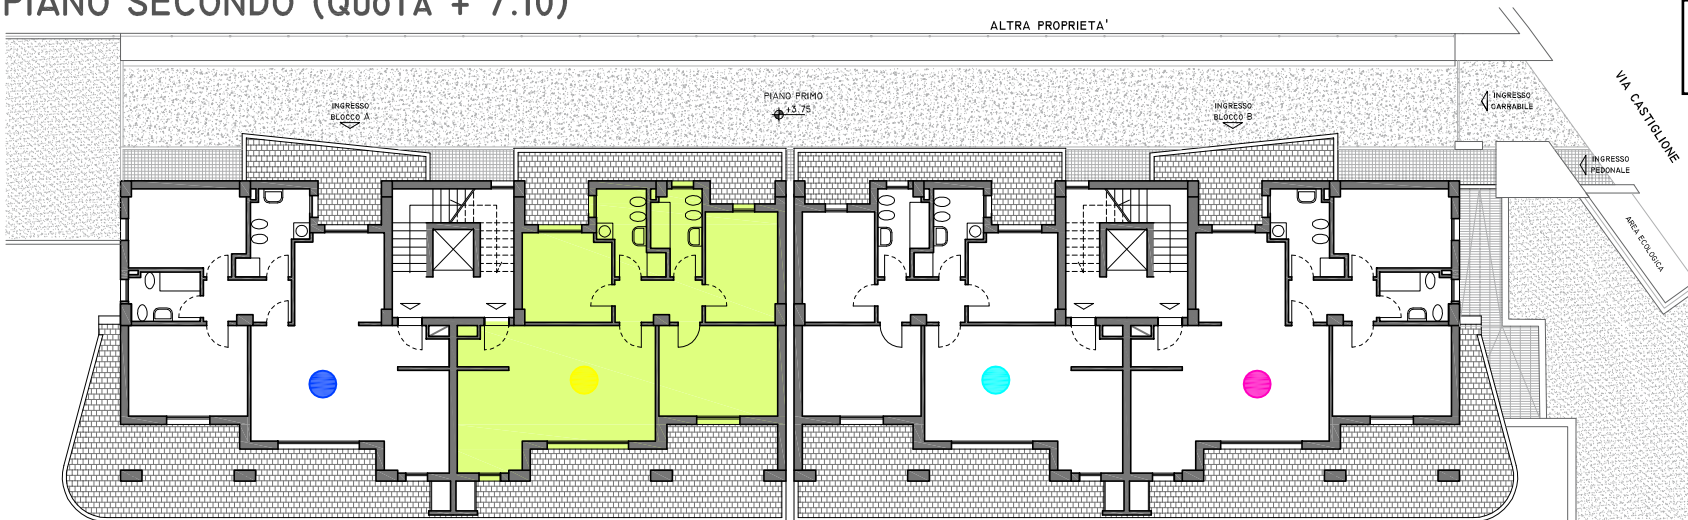 PIANO SECONDO (QUOTA + 7.10)
ALTRA PROPRIETA'
PIANO PRIMO
+3.75
INGRESSO
BLOCCO A
INGRESSO
BLOCCO B
INGRESSO
CARRABILE
VIA CASTIGLIONE
INGRESSO
PEDONALE
AREA ECOLOGICA